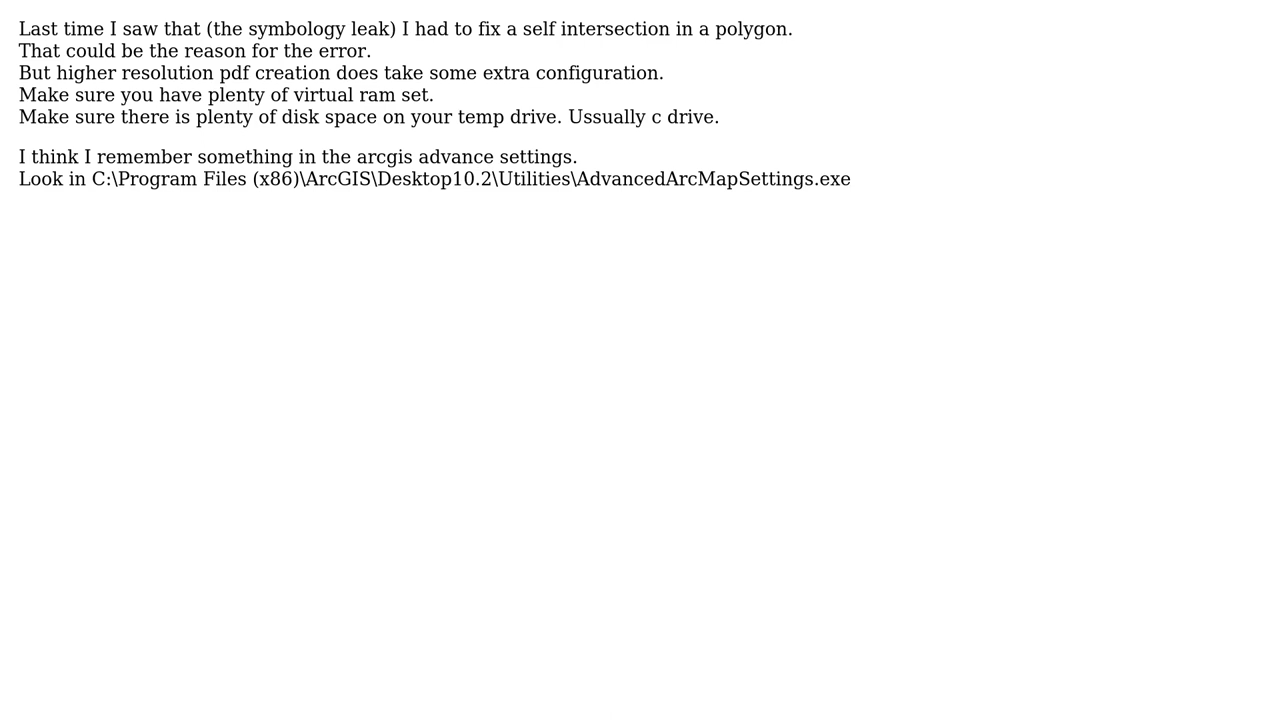 Last time I saw that (the symbology leak) I had to fix a self intersection in a polygon.
That could be the reason for the error.
But higher resolution pdf creation does take some extra configuration.
Make sure you have plenty of virtual ram set.
Make sure there is plenty of disk space on your temp drive. Ussually c drive.
I think I remember something in the arcgis advance settings.
Look in C:\Program Files (x86)\ArcGIS\Desktop10.2\Utilities\AdvancedArcMapSettings.exe